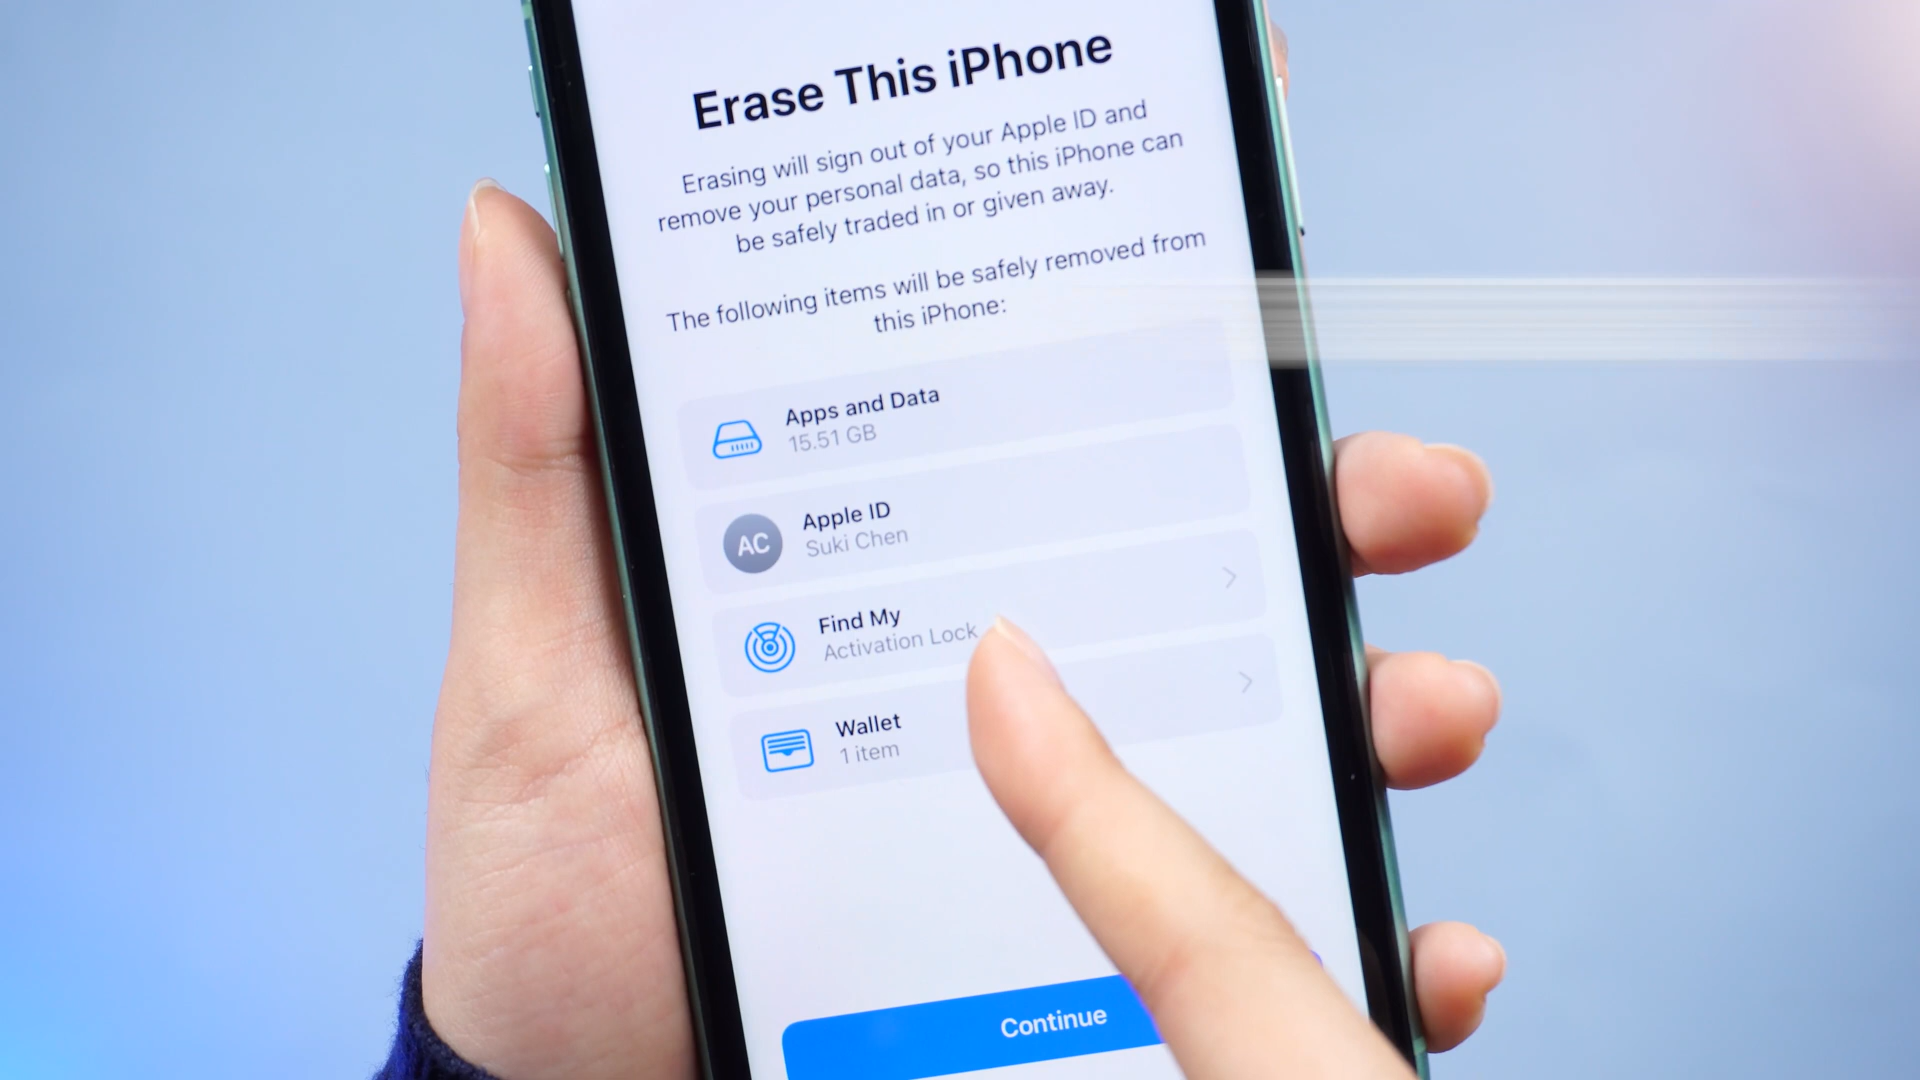 Erase This iPhone
Erasing will sign out of your Apple ID and
remove your personal data, so this iPhone can
be safely traded in or given away.
The following items will be safely removed from
this iPhone:
Apps and Data
15.51 GB
AC
Apple ID
Suki Chen
Find My
Activation Lock
Wallet
1 item
Continue